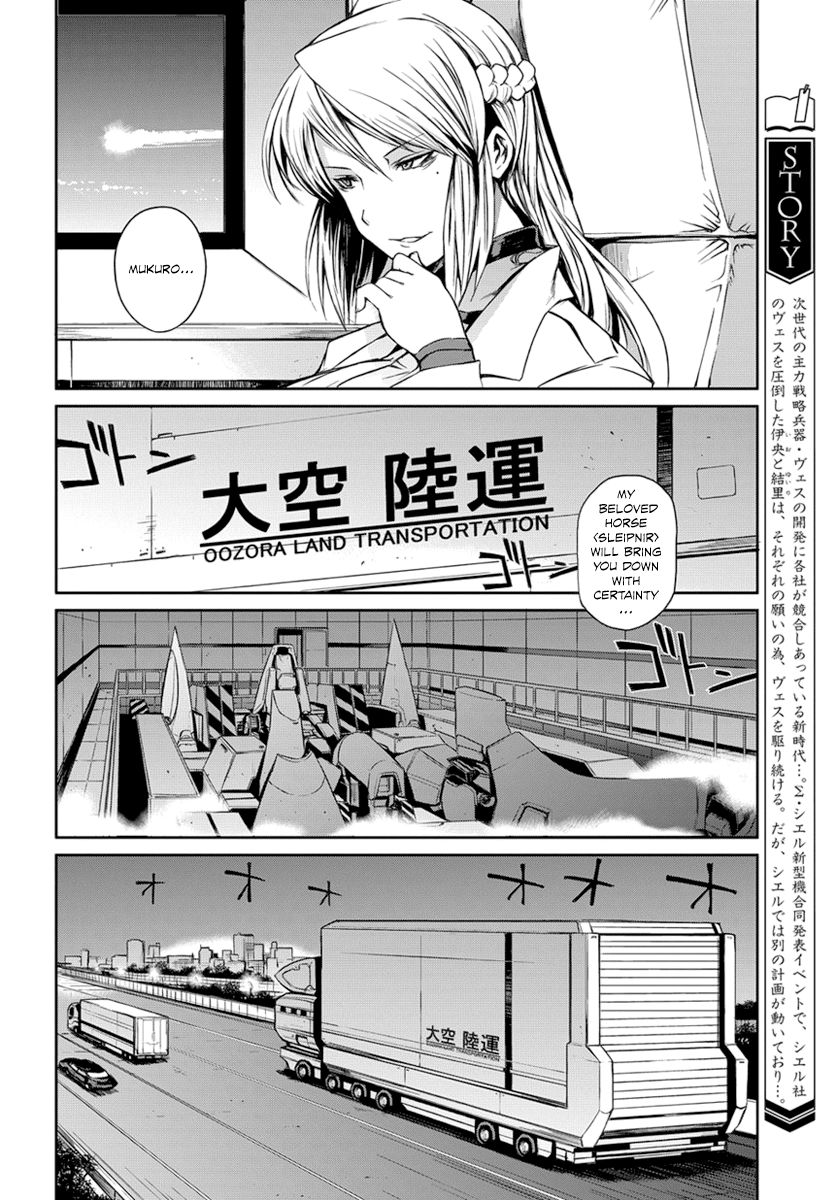 STORY
次世代の主力戦略兵器・ヴェスの開発に各社が競合しあっている新時代…。Σ・シエル新型機合同発表イベントで、シエル社
のヴェスを圧倒した伊央と結里は、それぞれの願いの為、ヴェスを駆り続ける。だが、シエルでは別の計画が動いており…。
MUKURO...
ゴトン
大空 陸運
OOZORA LAND TRANSPORTATION
MY
BELOVED
HORSE
<SLEIPNIR>
WILL BRING
YOU DOWN
WITH
CERTAINTY
...
ゴトン
オ オ オ オ
大空 陸運
OOZORA LAND TRANSPORTATION